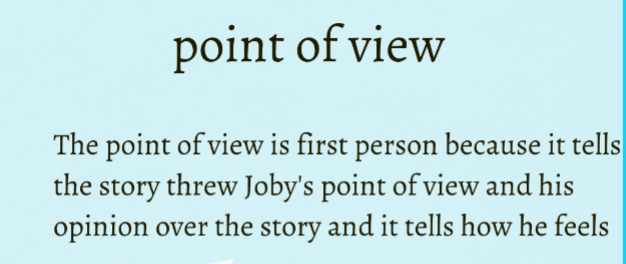 point of view
The point of view is first person because it tells
the story threw Joby's point of view and his
opinion over the story and it tells how he feels